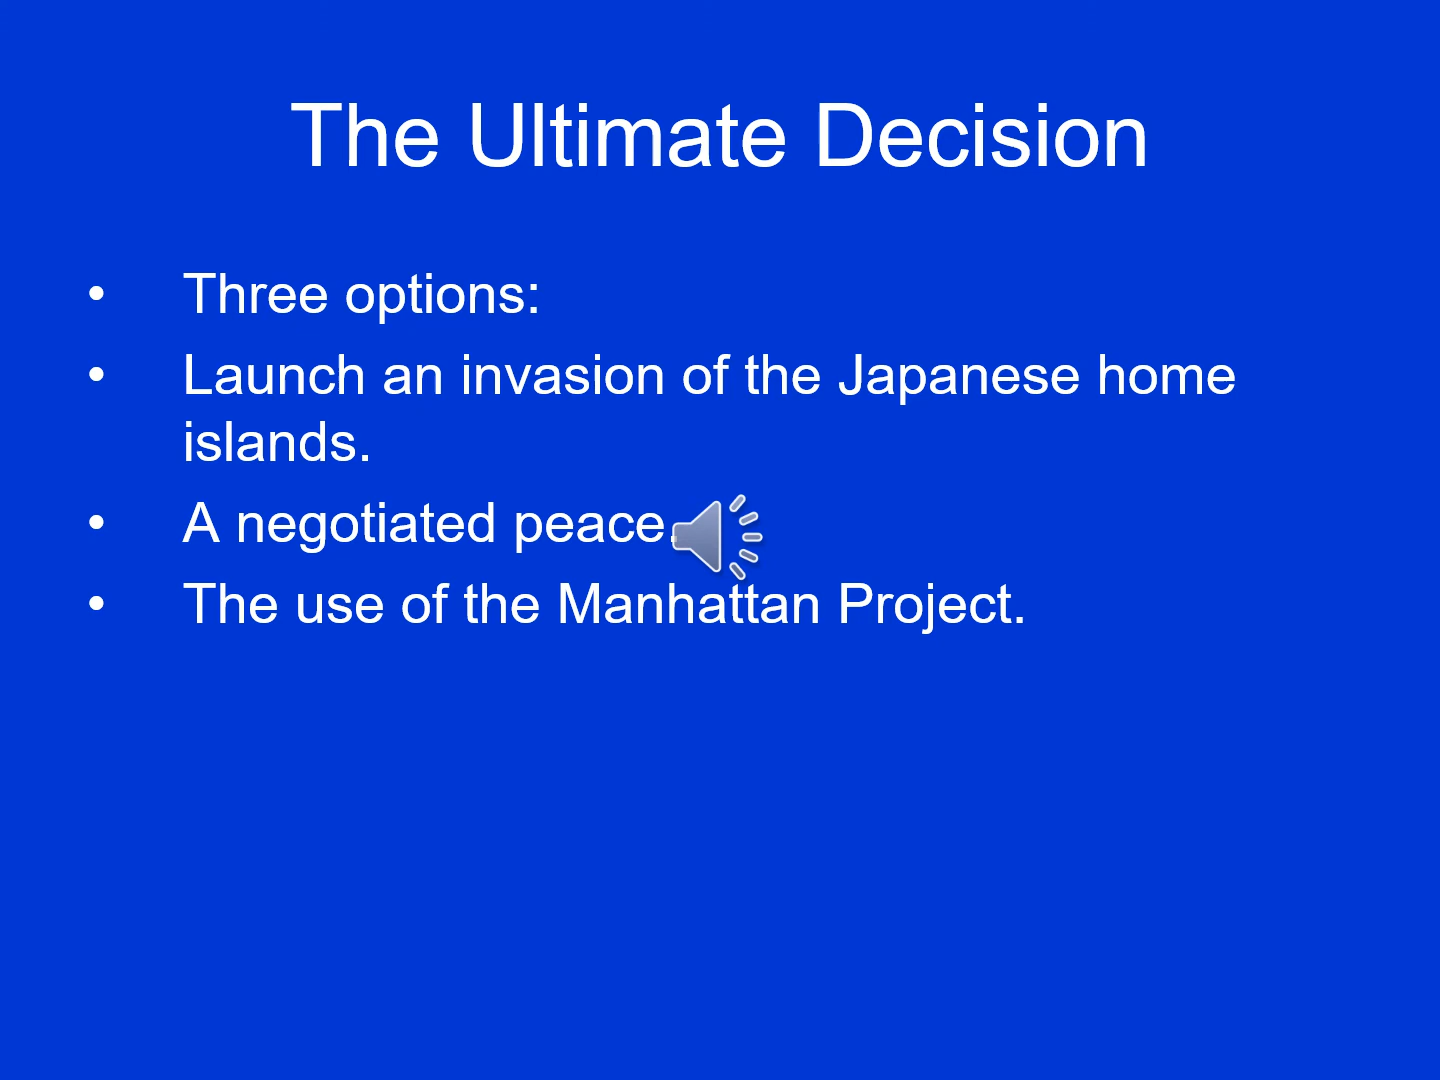 The Ultimate Decision
• Three options:
• Launch an invasion of the Japanese home
islands.
• A negotiated peace.
• The use of the Manhattan Project.